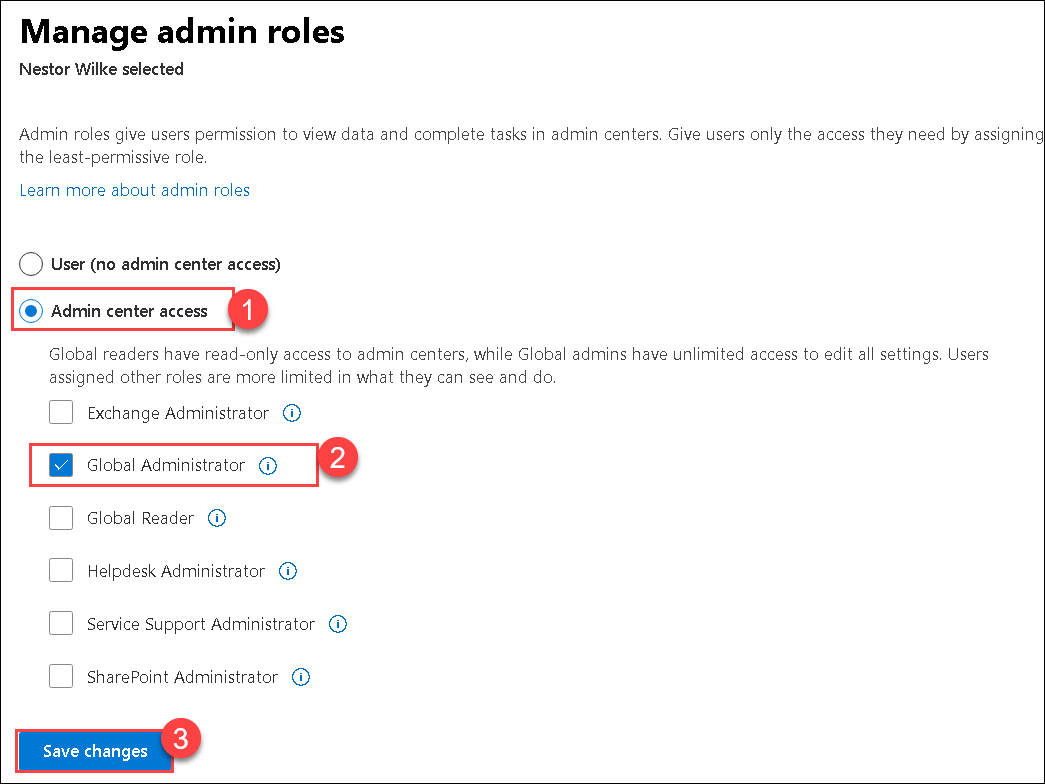 Manage admin roles
Nestor Wilke selected
Admin roles give users permission to view data and complete tasks in admin centers. Give users only the access they need by assigning
the least-permissive role.
Learn more about admin roles
User (no admin center access)
Admin center access 1
Global readers have read-only access to admin centers, while Global admins have unlimited access to edit all settings. Users
assigned other roles are more limited in what they can see and do.
Exchange Administrator i
Global Administrator i 2
Global Reader i
Helpdesk Administrator i
Service Support Administrator i
SharePoint Administrator i
Save changes 3